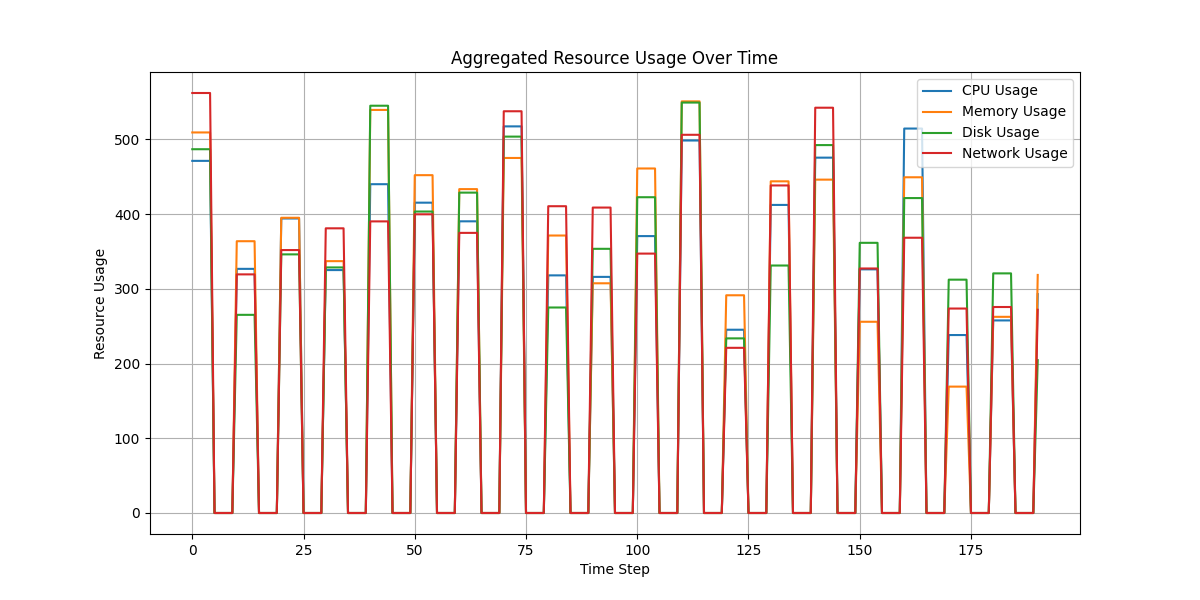 Aggregated Resource Usage Over Time
CPU Usage
Memory Usage
Disk Usage
Network Usage
Resource Usage
500
400
300
200
100
0
0
25
50
75
100
125
150
175
Time Step